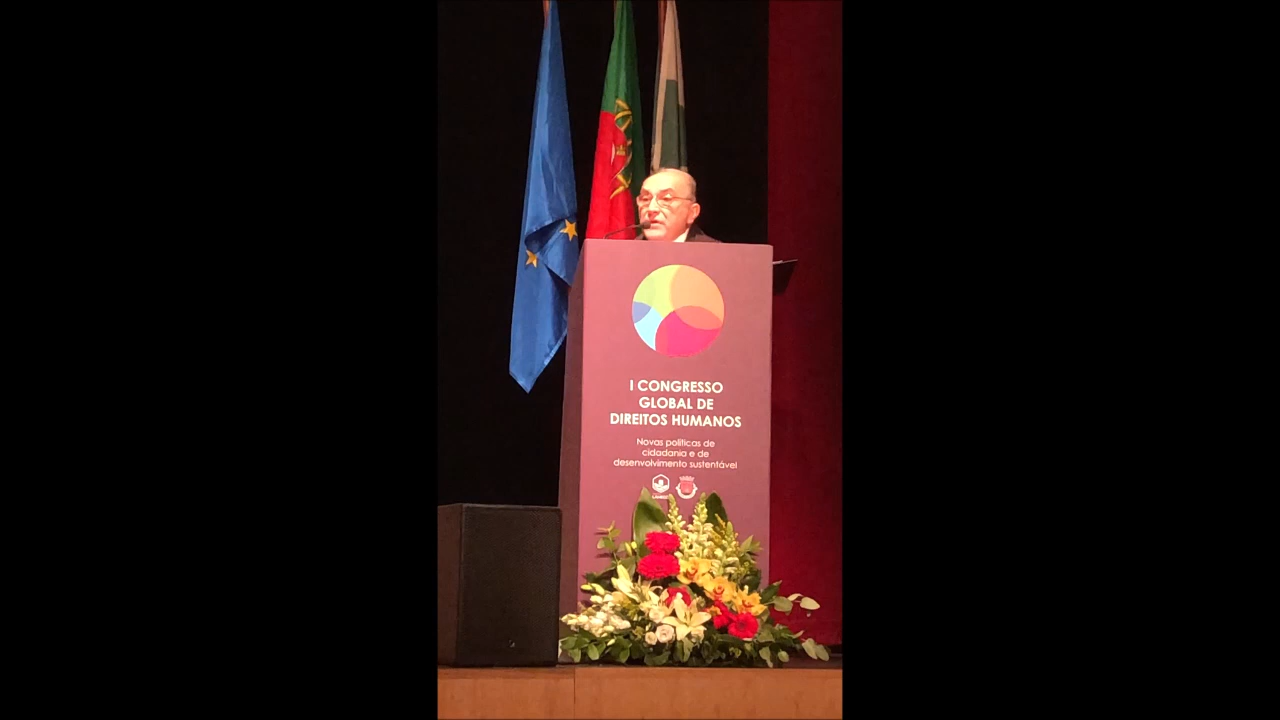 I CONGRESSO
GLOBAL DE
DIREITOS HUMANOS
Novas políticas de
cidadania e de
desenvolvimento sustentável